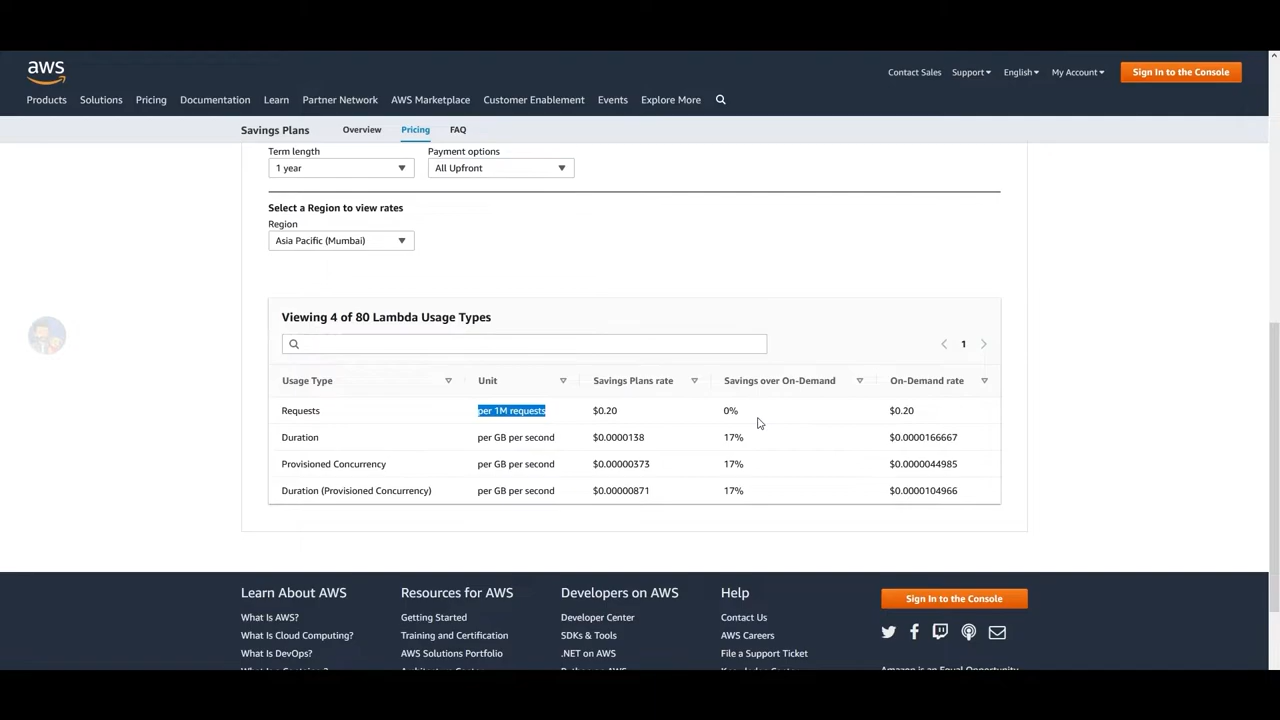 aws
Contact Sales Support English My Account Sign In to the Console
Products Solutions Pricing Documentation Learn Partner Network AWS Marketplace Customer Enablement Events Explore More
Savings Plans Overview Pricing FAQ
Term length Payment options
1 year All Upfront
Select a Region to view rates
Region
Asia Pacific (Mumbai)
Viewing 4 of 80 Lambda Usage Types
1
Usage Type Unit Savings Plans rate Savings over On-Demand On-Demand rate
Requests per 1M requests $0.20 0% $0.20
Duration per GB per second $0.0000138 17% $0.0000166667
Provisioned Concurrency per GB per second $0.00000373 17% $0.0000044985
Duration (Provisioned Concurrency) per GB per second $0.00000871 17% $0.0000104966
Learn About AWS Resources for AWS Developers on AWS Help Sign In to the Console
What Is AWS? Getting Started Developer Center Contact Us
What Is Cloud Computing? Training and Certification SDKs & Tools AWS Careers
What Is DevOps? AWS Solutions Portfolio .NET on AWS File a Support Ticket
Amazon is an Equal Opportunity